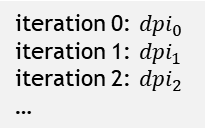 iteration 0: dpi₀
iteration 1: dpi₁
iteration 2: dpi₂
...